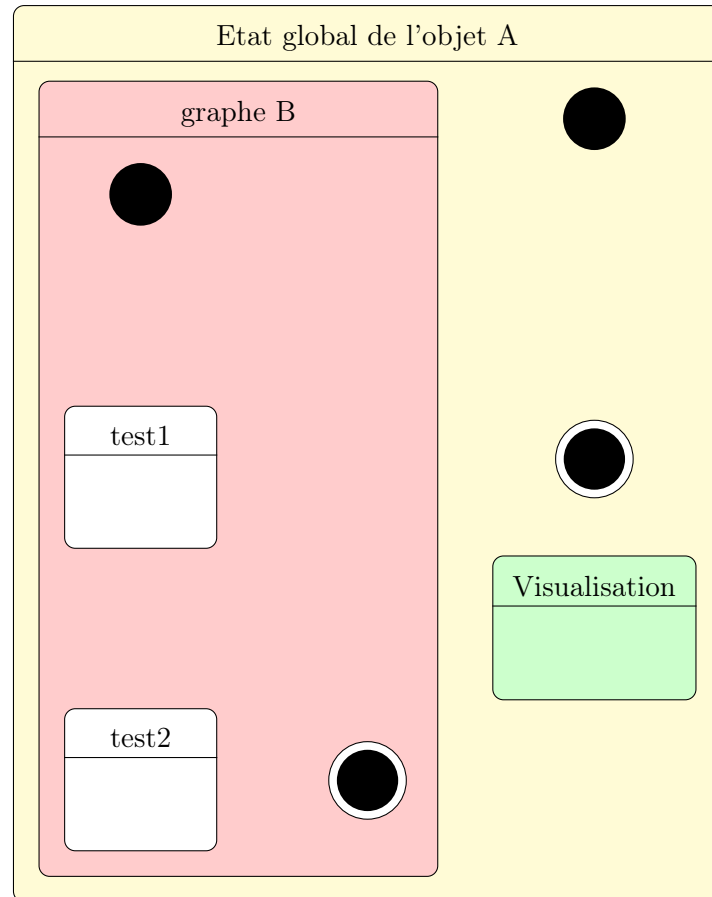 Etat global de l'objet A
graphe B
test1
Visualisation
test2